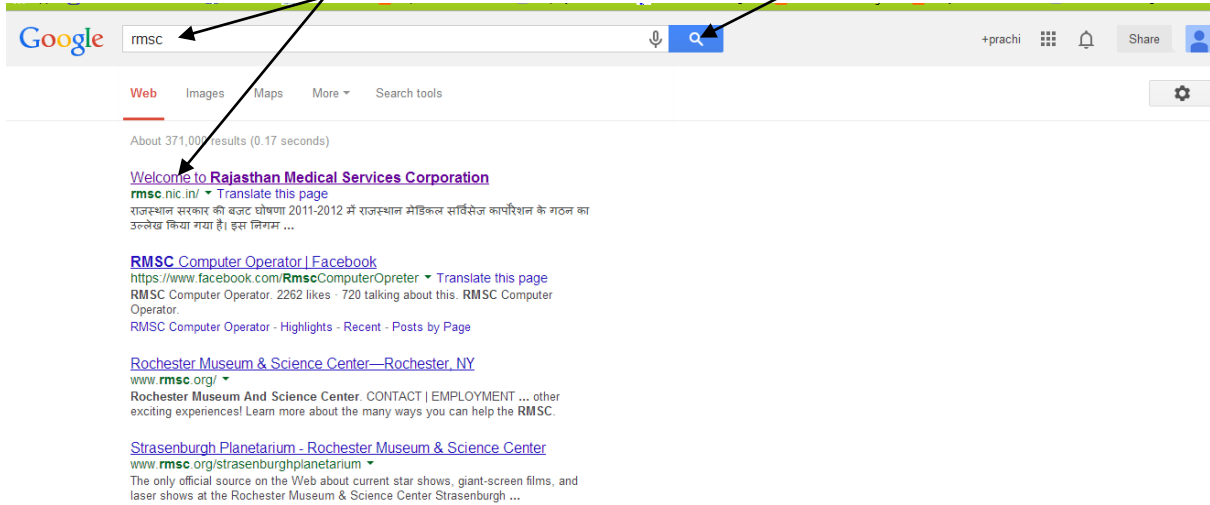 Google rmsc +prachi Share
Web Images Maps More Search tools
About 371,000 results (0.17 seconds)
Welcome to Rajasthan Medical Services Corporation
rmsc.nic.in/ Translate this page
राजस्थान सरकार की बजट घोषणा 2011-2012 में राजस्थान मेडिकल सर्विसेज कार्पोरेशन के गठन का
उल्लेख किया गया है। इस निगम ...
RMSC Computer Operator | Facebook
https://www.facebook.com/RmscComputerOpreter Translate this page
RMSC Computer Operator. 2262 likes · 720 talking about this. RMSC Computer
Operator.
RMSC Computer Operator - Highlights - Recent - Posts by Page
Rochester Museum & Science Center—Rochester, NY
www.rmsc.org/
Rochester Museum And Science Center. CONTACT | EMPLOYMENT ... other
exciting experiences! Learn more about the many ways you can help the RMSC.
Strasenburgh Planetarium - Rochester Museum & Science Center
www.rmsc.org/strasenburghplanetarium
The only official source on the Web about current star shows, giant-screen films, and
laser shows at the Rochester Museum & Science Center Strasenburgh ...